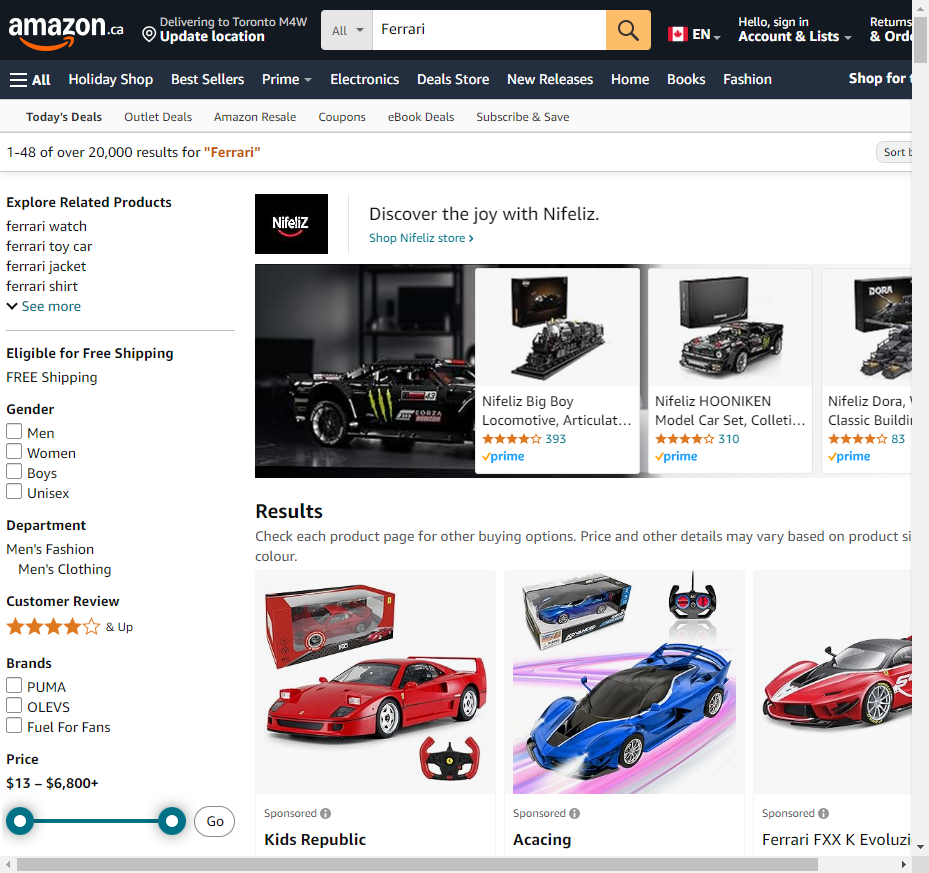 amazon.ca
Delivering to Toronto M4W
Update location
All
Ferrari
EN
Hello, sign in
Account & Lists
Returns
& Orde
All
Holiday Shop
Best Sellers
Prime
Electronics
Deals Store
New Releases
Home
Books
Fashion
Shop for t
Today's Deals
Outlet Deals
Amazon Resale
Coupons
eBook Deals
Subscribe & Save
1-48 of over 20,000 results for "Ferrari"
Sort b
Explore Related Products
ferrari watch
ferrari toy car
ferrari jacket
ferrari shirt
See more
Eligible for Free Shipping
FREE Shipping
Gender
Men
Women
Boys
Unisex
Department
Men's Fashion
Men's Clothing
Customer Review
& Up
Brands
PUMA
OLEVS
Fuel For Fans
Price
$13 – $6,800+
Go
NifeliZ
Discover the joy with Nifeliz.
Shop Nifeliz store ›
43
FORZA
HORIZON
Nifeliz Big Boy
Locomotive, Articulat...
393
prime
Nifeliz HOONIKEN
Model Car Set, Colleti...
310
prime
DORA
Nifeliz Dora, W
Classic Buildin
83
prime
Results
Check each product page for other buying options. Price and other details may vary based on product si
colour.
Sponsored
Kids Republic
Sponsored
Acacing
Sponsored
Ferrari FXX K Evoluzi